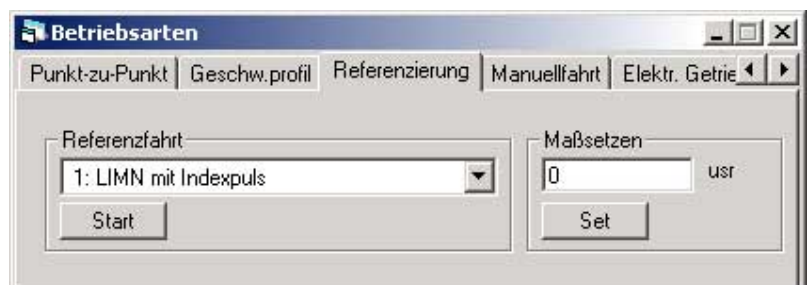 Betriebsarten
Punkt-zu-Punkt Geschw.profil Referenzierung Manuellfahrt Elektr. Getrie
Referenzfahrt
1: LIMN mit Indexpuls
Start
Maßsetzen
0 usr
Set